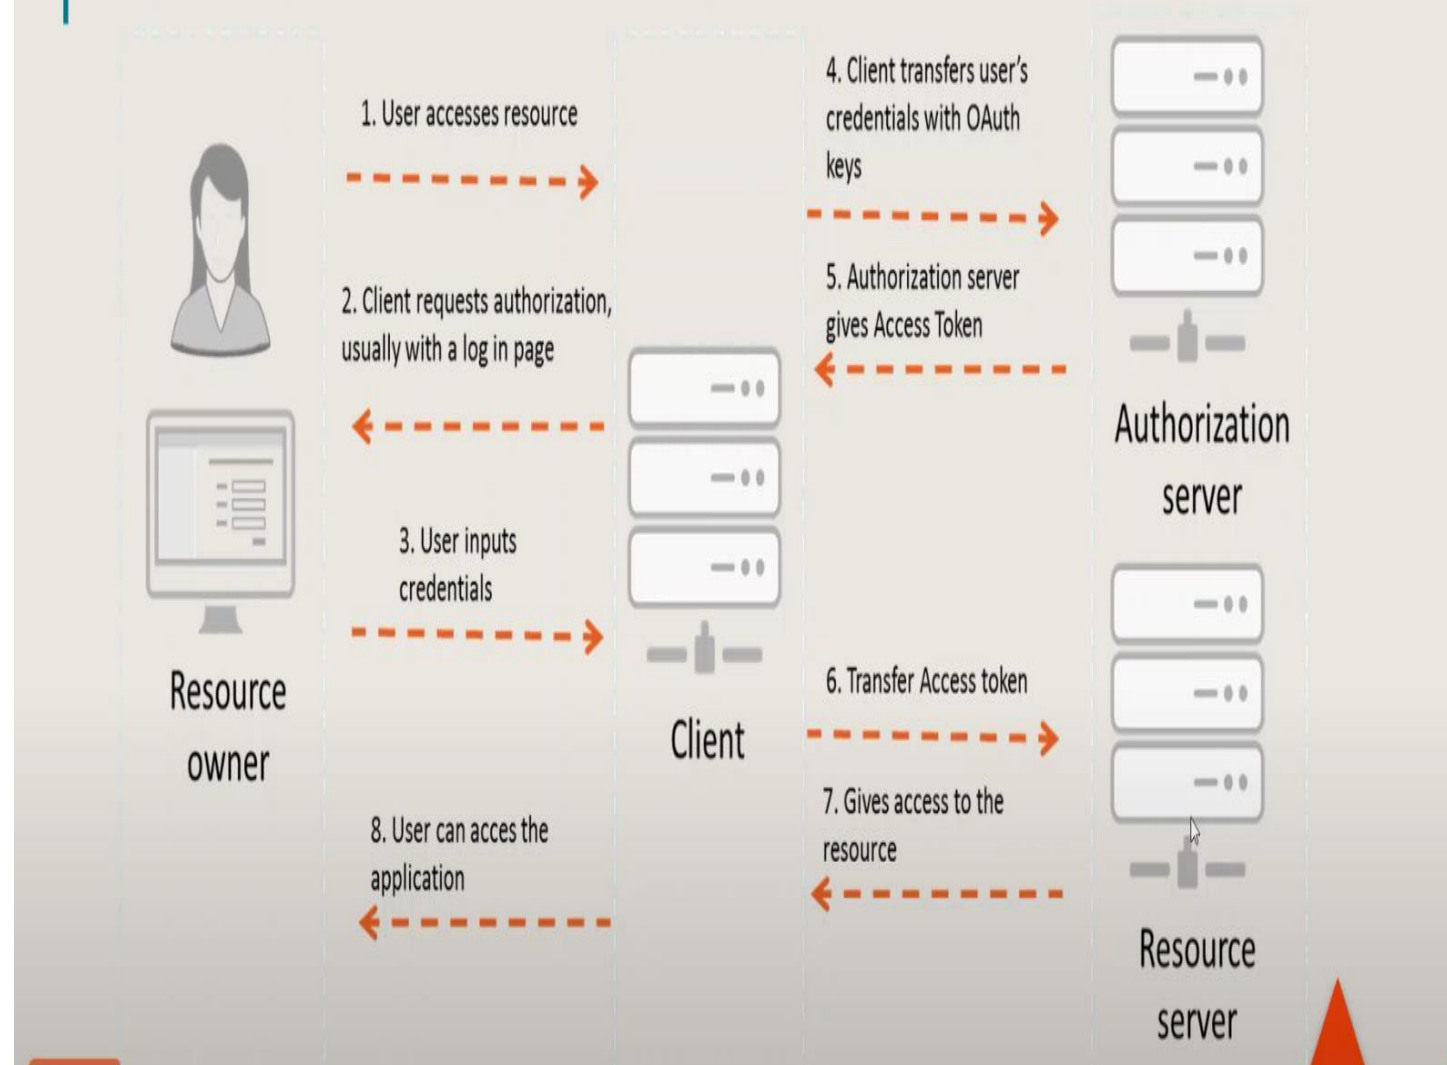 1. User accesses resource
2. Client requests authorization,
usually with a log in page
3. User inputs
credentials
4. Client transfers user's
credentials with OAuth
keys
5. Authorization server
gives Access Token
6. Transfer Access token
7. Gives access to the
resource
8. User can acces the
application
Resource
owner
Client
Authorization
server
Resource
server